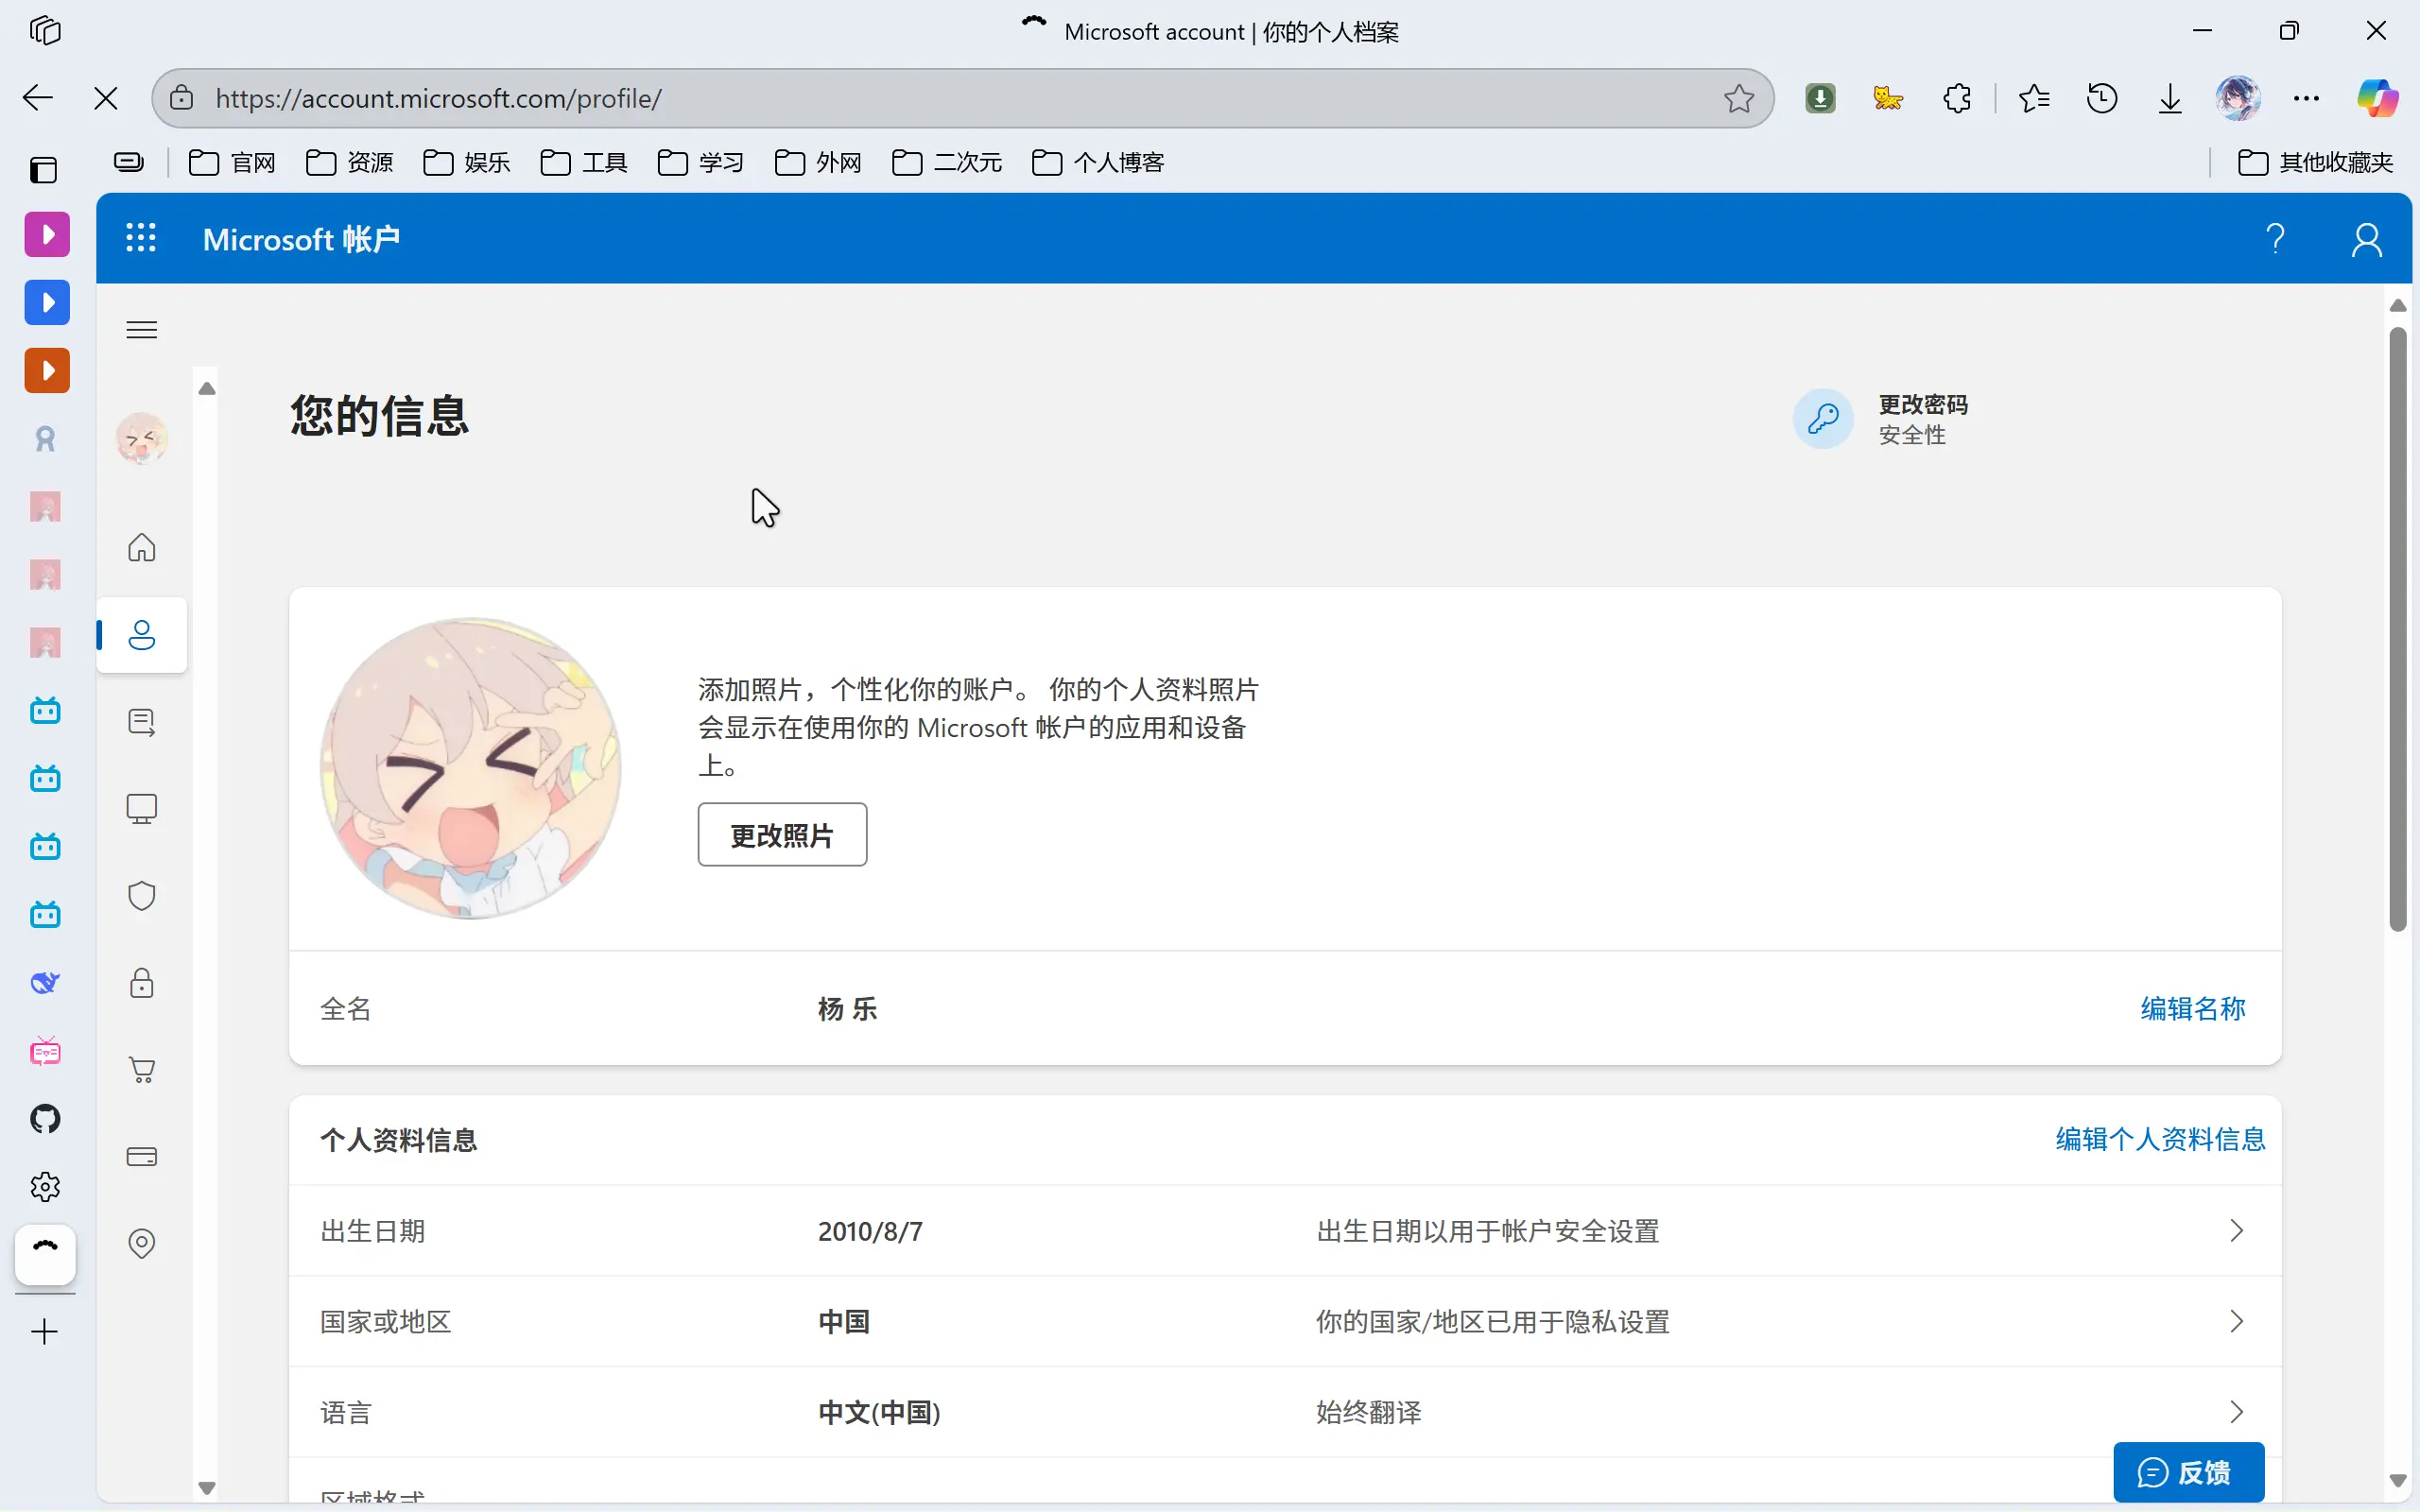 Microsoft account | 你的个人档案
https://account.microsoft.com/profile/
官网
资源
娱乐
工具
学习
外网
二次元
个人博客
其他收藏夹
Microsoft 帐户
您的信息
更改密码
安全性
添加照片，个性化你的账户。 你的个人资料照片
会显示在使用你的 Microsoft 帐户的应用和设备
上。
更改照片
全名
杨 乐
编辑名称
个人资料信息
编辑个人资料信息
出生日期
2010/8/7
出生日期以用于帐户安全设置
国家或地区
中国
你的国家/地区已用于隐私设置
语言
中文(中国)
始终翻译
区域格式
反馈